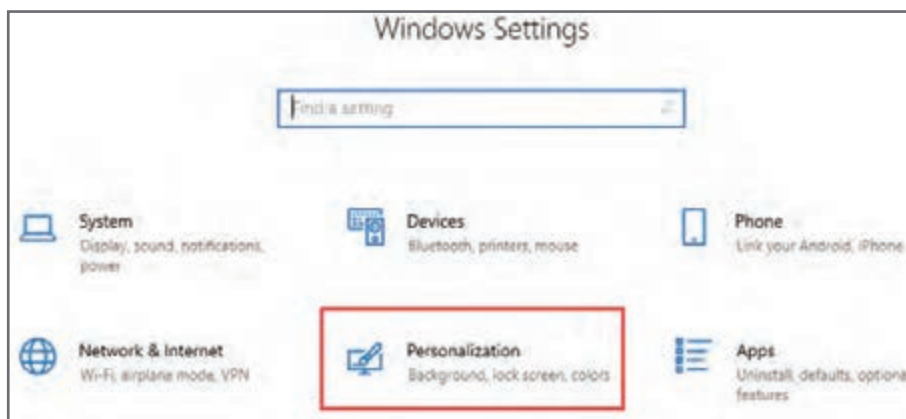 Windows Settings
Find a setting
System
Display, sound, notifications,
power
Devices
Bluetooth, printers, mouse
Phone
Link your Android, iPhone
Network & Internet
Wi-Fi, airplane mode, VPN
Personalization
Background, lock screen, colors
Apps
Uninstall, defaults, optional
features